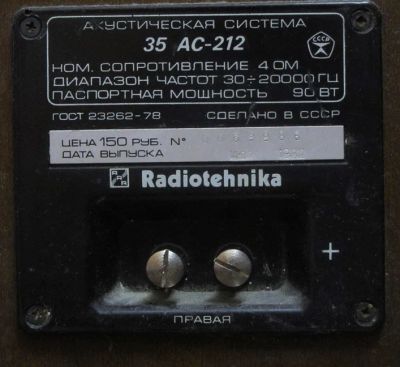 АКУСТИЧЕСКАЯ СИСТЕМА
35 АС-212
СССР
НОМ. СОПРОТИВЛЕНИЕ 4 ОМ
ДИАПАЗОН ЧАСТОТ 30÷20000 ГЦ
ПАСПОРТНАЯ МОЩНОСТЬ 90 ВТ
ГОСТ 23262-78 СДЕЛАНО В СССР
ЦЕНА 150 РУБ. N°
ДАТА ВЫПУСКА
Radiotehnika
+
ПРАВАЯ